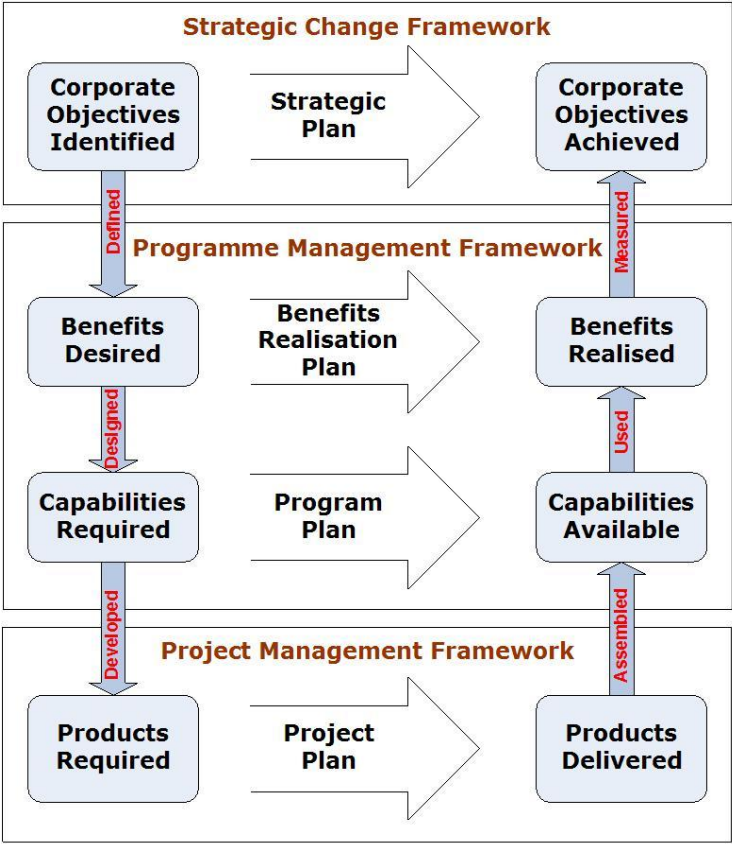 Strategic Change Framework
Corporate
Objectives
Identified
Strategic
Plan
Corporate
Objectives
Achieved
Defined
Measured
Programme Management Framework
Benefits
Desired
Benefits
Realisation
Plan
Benefits
Realised
Designed
Used
Capabilities
Required
Program
Plan
Capabilities
Available
Developed
Assembled
Project Management Framework
Products
Required
Project
Plan
Products
Delivered